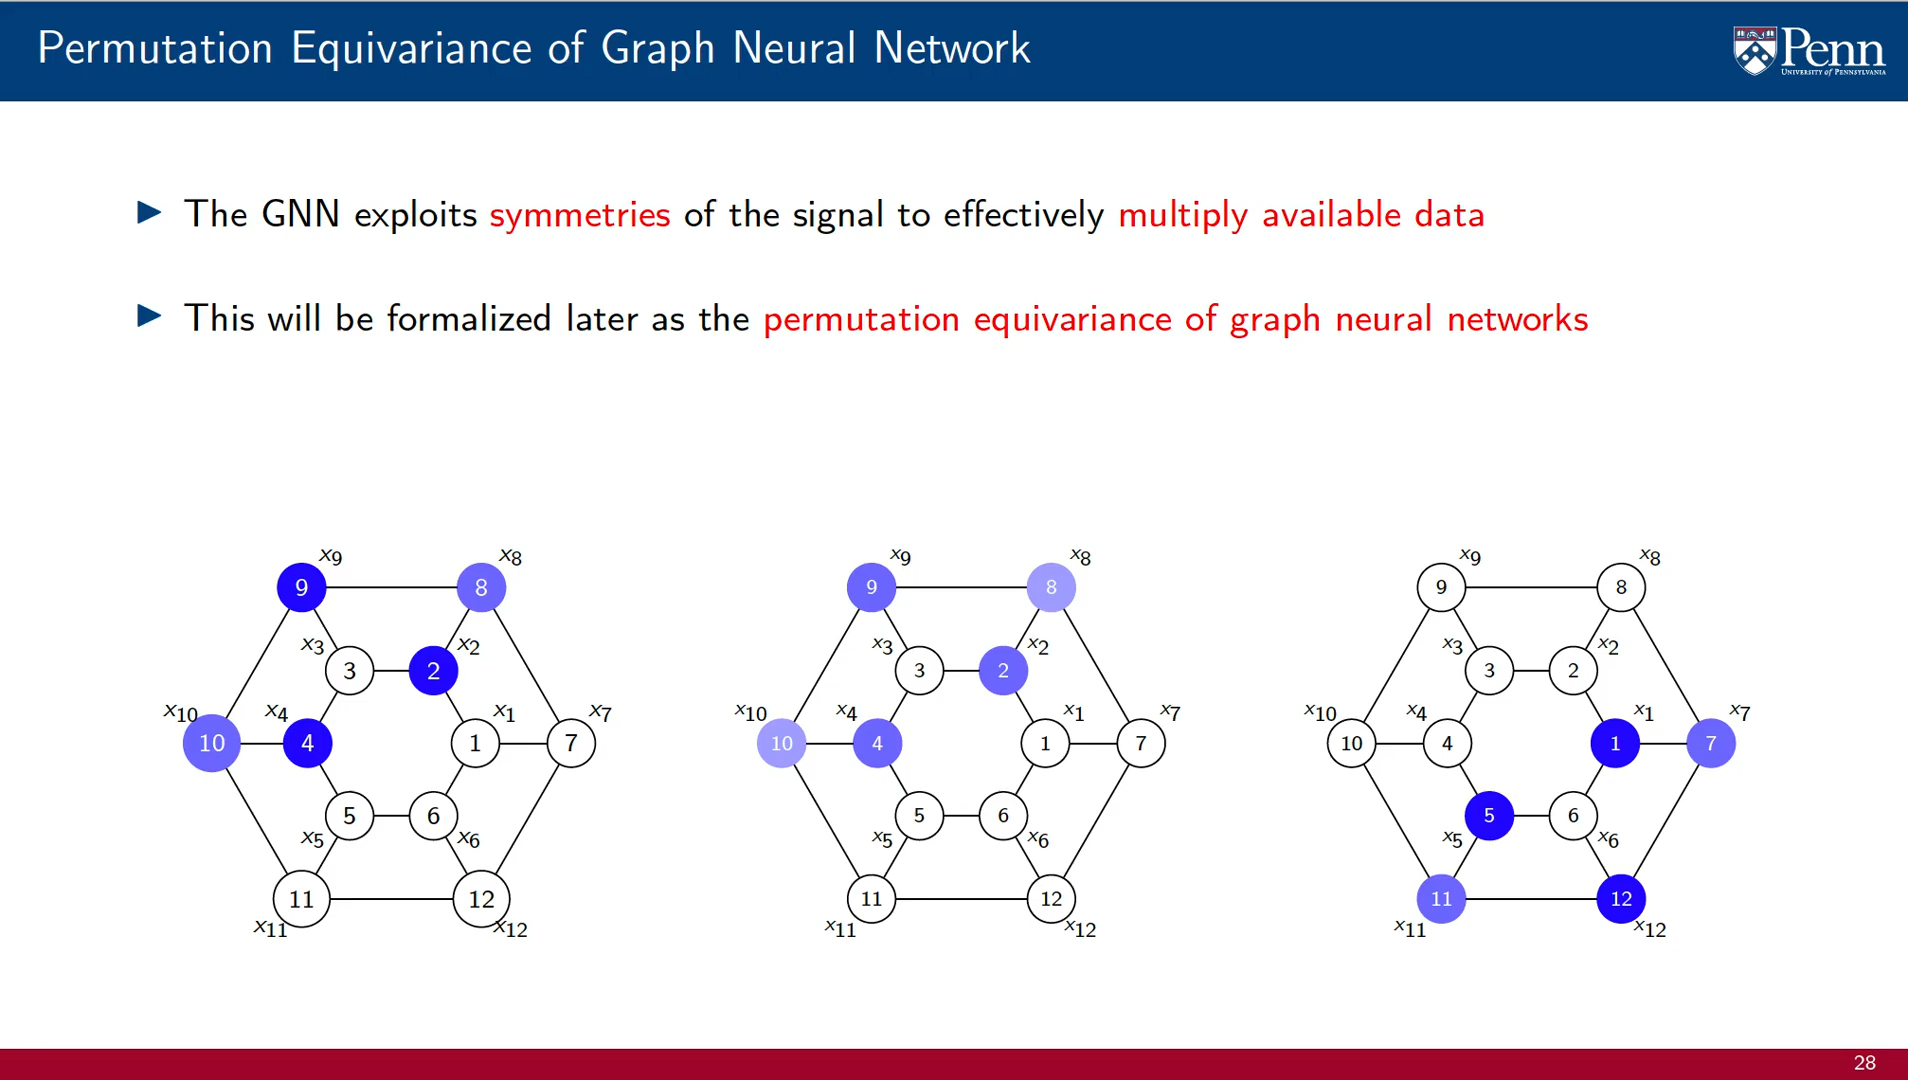 Permutation Equivariance of Graph Neural Network
Penn
UNIVERSITY of PENNSYLVANIA
The GNN exploits symmetries of the signal to effectively multiply available data
This will be formalized later as the permutation equivariance of graph neural networks
x9 x8
9 8
x3 x2
3 2
x10 x4 x1 x7
10 4 1 7
5 6
x5 x6
11 12
x11 x12
x9 x8
9 8
x3 x2
3 2
x10 x4 x1 x7
10 4 1 7
5 6
x5 x6
11 12
x11 x12
x9 x8
9 8
x3 x2
3 2
x10 x4 x1 x7
10 4 1 7
5 6
x5 x6
11 12
x11 x12
28